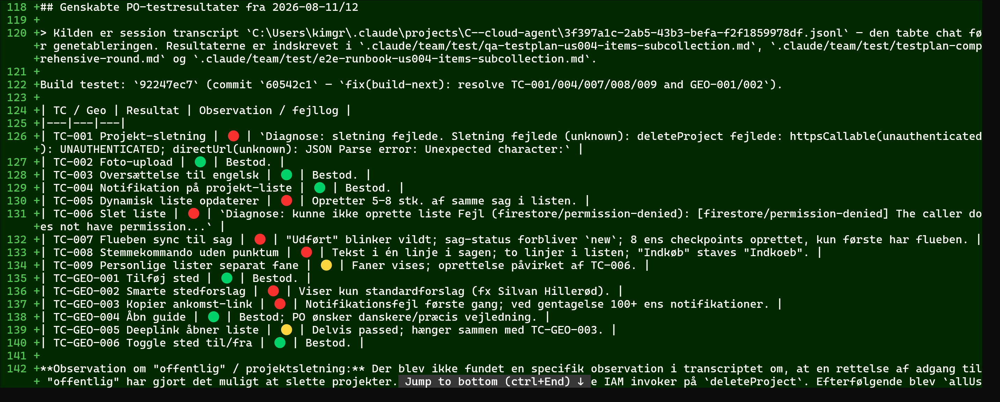 118 +## Genskabte PO-testresultater fra 2026-08-11/12
119 +
120 +> Kilden er session transcript `C:\Users\kimgr\.claude\projects\C--cloud-agent\3f397a1c-2ab5-43b3-befa-f2f1859978df.jsonl` — den tabte chat fø
+r genetableringen. Resultaterne er indskrevet i `.claude/team/test/qa-testplan-us004-items-subcollection.md`, `.claude/team/test/testplan-comp
+rehensive-round.md` og `.claude/team/test/e2e-runbook-us004-items-subcollection.md`.
121 +
122 +Build testet: `92247ec7` (commit `60542c1` — `fix(build-next): resolve TC-001/004/007/008/009 and GEO-001/002`).
123 +
124 +| TC / Geo | Resultat | Observation / fejllog |
125 +|---|---|---|
126 +| TC-001 Projekt-sletning | 🔴 | `Diagnose: sletning fejlede. Sletning fejlede (unknown): deleteProject fejlede: httpsCallable(unauthenticated
+): UNAUTHENTICATED; directUrl(unknown): JSON Parse error: Unexpected character:` |
127 +| TC-002 Foto-upload | 🟢 | Bestod. |
128 +| TC-003 Oversættelse til engelsk | 🟢 | Bestod. |
129 +| TC-004 Notifikation på projekt-liste | 🟢 | Bestod. |
130 +| TC-005 Dynamisk liste opdaterer | 🔴 | Opretter 5-8 stk. af samme sag i listen. |
131 +| TC-006 Slet liste | 🔴 | `Diagnose: kunne ikke oprette liste Fejl (firestore/permission-denied): [firestore/permission-denied] The caller do
+es not have permission...` |
132 +| TC-007 Flueben sync til sag | 🔴 | "Udført" blinker vildt; sag-status forbliver `new`; 8 ens checkpoints oprettet, kun første har flueben. |
133 +| TC-008 Stemmekommando uden punktum | 🔴 | Tekst i én linje i sagen; to linjer i listen; "Indkøb" staves "Indkoeb". |
134 +| TC-009 Personlige lister separat fane | 🟡 | Faner vises; oprettelse påvirket af TC-006. |
135 +| TC-GEO-001 Tilføj sted | 🟢 | Bestod. |
136 +| TC-GEO-002 Smarte stedforslag | 🔴 | Viser kun standardforslag (fx Silvan Hillerød). |
137 +| TC-GEO-003 Kopier ankomst-link | 🔴 | Notifikationsfejl første gang; ved gentagelse 100+ ens notifikationer. |
138 +| TC-GEO-004 Åbn guide | 🟢 | Bestod; PO ønsker danskere/præcis vejledning. |
139 +| TC-GEO-005 Deeplink åbner liste | 🟡 | Delvis passed; hænger sammen med TC-GEO-003. |
140 +| TC-GEO-006 Toggle sted til/fra | 🟢 | Bestod. |
141 +
142 +**Observation om "offentlig" / projektsletning:** Der blev ikke fundet en specifik observation i transcriptet om, at en rettelse af adgang til
+ "offentlig" har gjort det muligt at slette projekter. Jump to bottom (ctrl+End) ↓ e IAM invoker på `deleteProject`. Efterfølgende blev `allUs